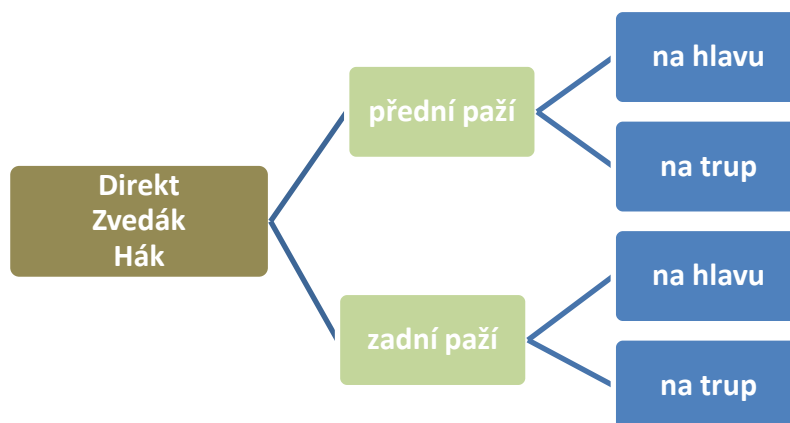 Direkt
Zvedák
Hák
přední paží
na hlavu
na trup
zadní paží
na hlavu
na trup